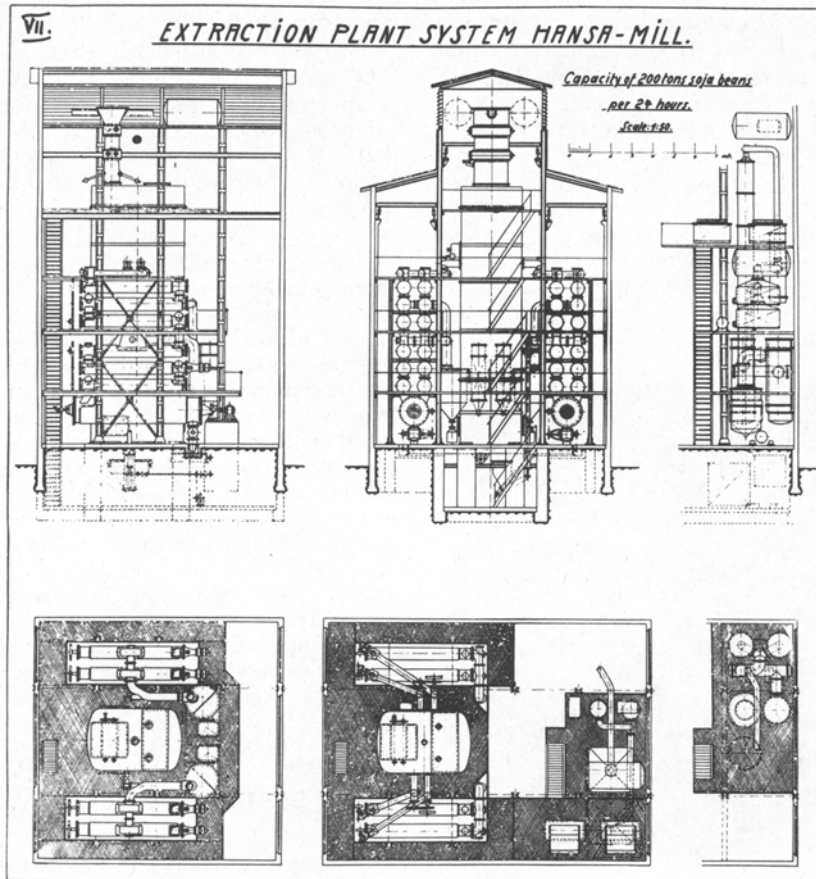 VII.
EXTRACTION PLANT SYSTEM HANSA-MILL.
Capacity of 200 tons soja beans
per 24 hours.
Scale: 1:50.